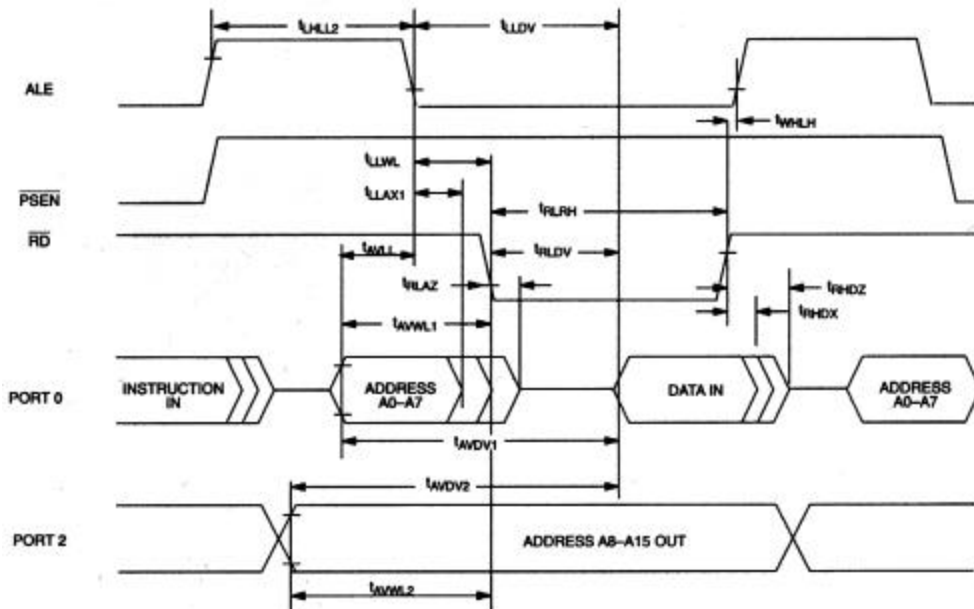 tLHLL2
tLLDV
ALE
tWHLH
tLLWL
PSEN
tLLAX1
tRLRH
RD
tAVLL
tRLDV
tRLAZ
tRHDZ
tAVWL1
tRHDX
PORT 0
INSTRUCTION
IN
ADDRESS
A0–A7
DATA IN
ADDRESS
A0–A7
tAVDV1
tAVDV2
PORT 2
ADDRESS A8–A15 OUT
tAVWL2